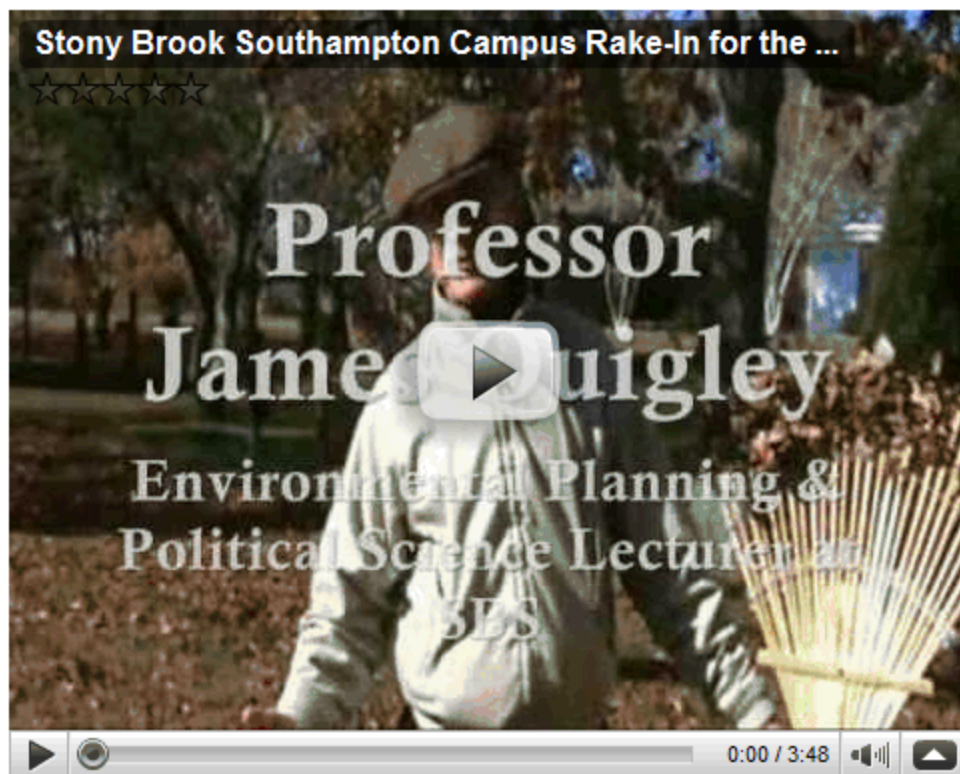 Stony Brook Southampton Campus Rake-In for the ...
Professor
James Quigley
Environmental Planning &
Political Science Lecturer at
SBS
0:00 / 3:48